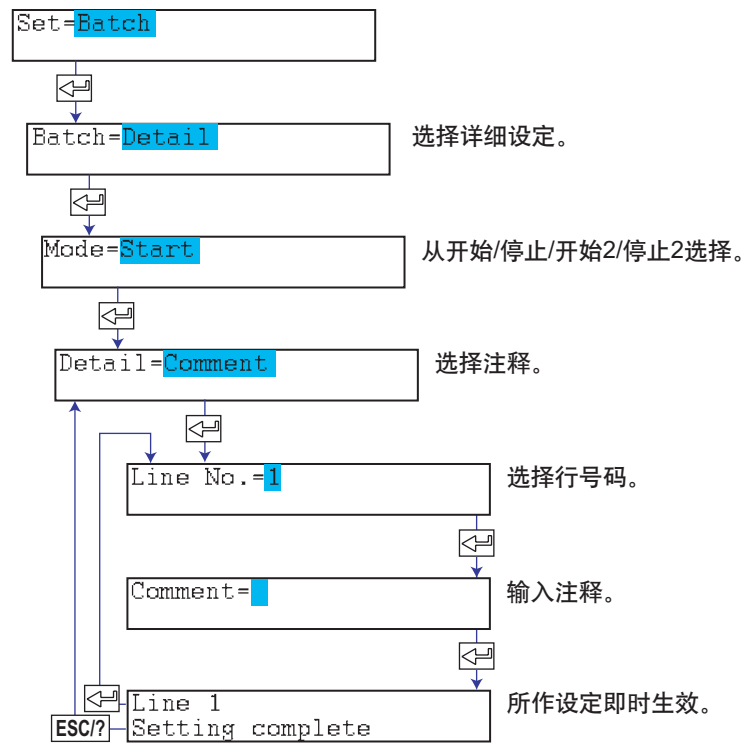 Set=Batch
Batch=Detail
选择详细设定。
Mode=Start
从开始/停止/开始2/停止2选择。
Detail=Comment
选择注释。
Line No.=1
选择行号码。
Comment=
输入注释。
Line 1
所作设定即时生效。
ESC/?
Setting complete